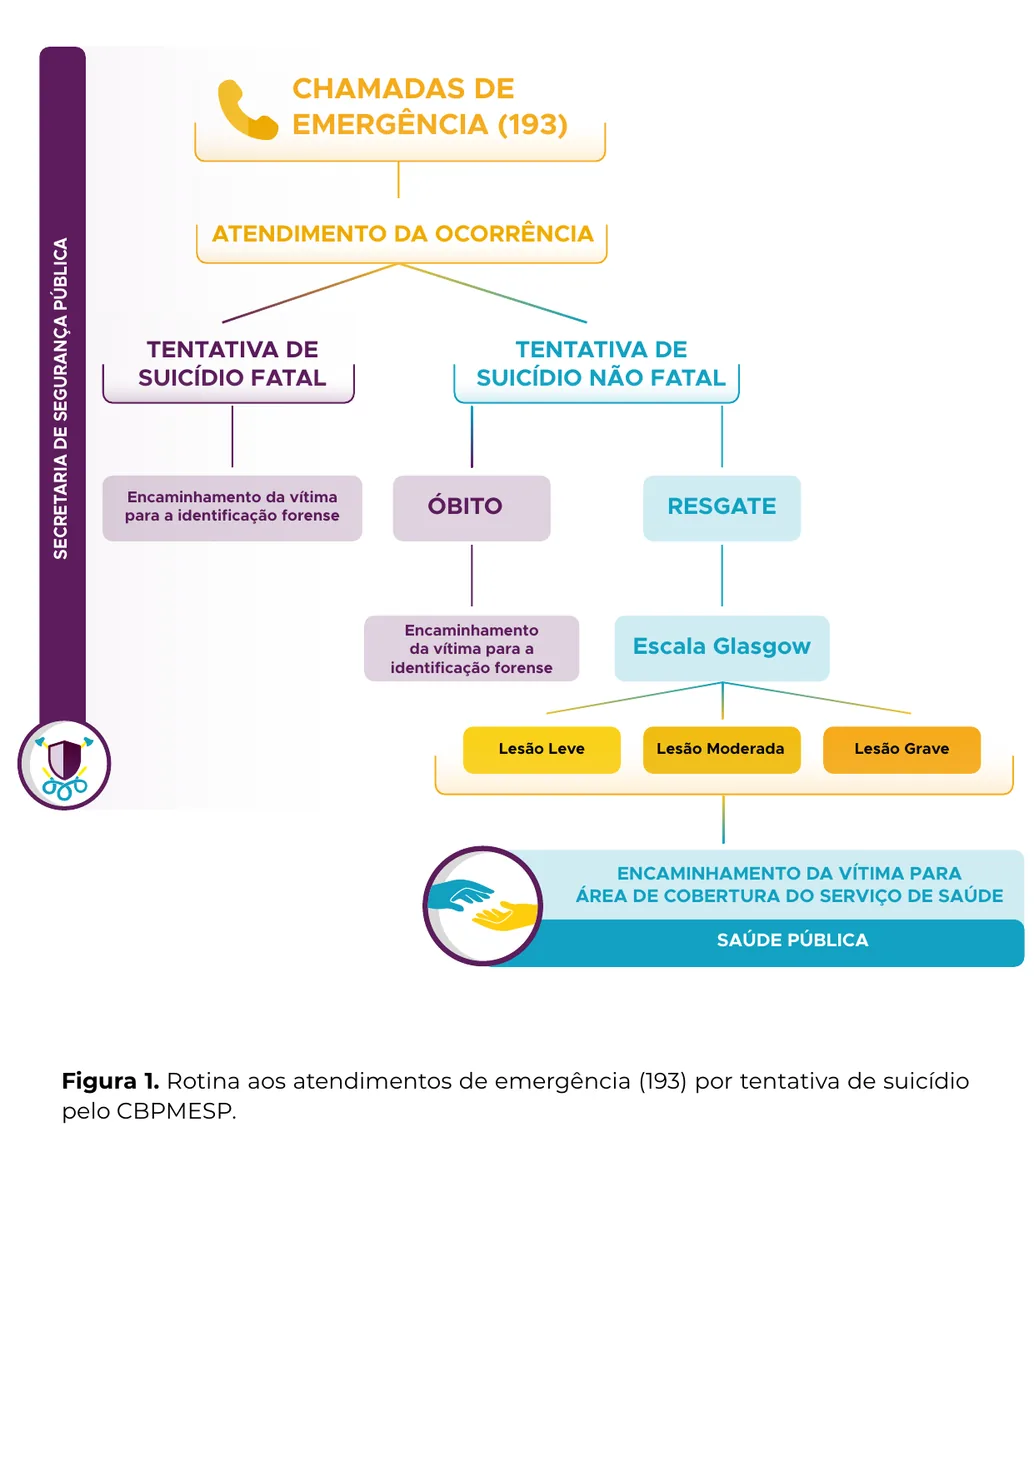 SECRETARIA DE SEGURANÇA PÚBLICA
CHAMADAS DE
EMERGÊNCIA (193)
ATENDIMENTO DA OCORRÊNCIA
TENTATIVA DE
SUICÍDIO FATAL
TENTATIVA DE
SUICÍDIO NÃO FATAL
Encaminhamento da vítima
para a identificação forense
ÓBITO
RESGATE
Encaminhamento
da vítima para a
identificação forense
Escala Glasgow
Lesão Leve
Lesão Moderada
Lesão Grave
ENCAMINHAMENTO DA VÍTIMA PARA
ÁREA DE COBERTURA DO SERVIÇO DE SAÚDE
SAÚDE PÚBLICA
Figura 1. Rotina aos atendimentos de emergência (193) por tentativa de suicídio
pelo CBPMESP.